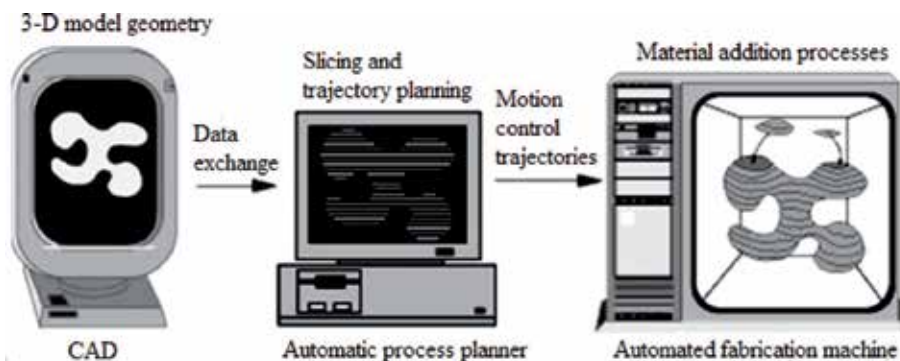 3-D model geometry
Slicing and
trajectory planning
Material addition processes
Data
exchange
Motion
control
trajectories
CAD
Automatic process planner
Automated fabrication machine